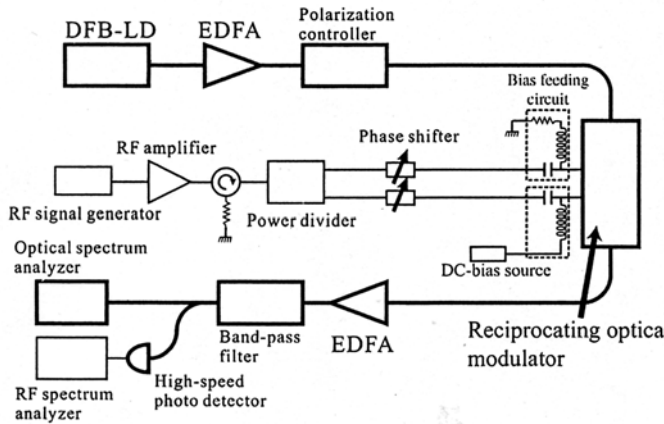 Polarization
controller
DFB-LD
EDFA
Bias feeding
circuit
Phase shifter
RF amplifier
RF signal generator
Power divider
Optical spectrum
analyzer
DC-bias source
Band-pass
filter
EDFA
Reciprocating optical
modulator
High-speed
photo detector
RF spectrum
analyzer